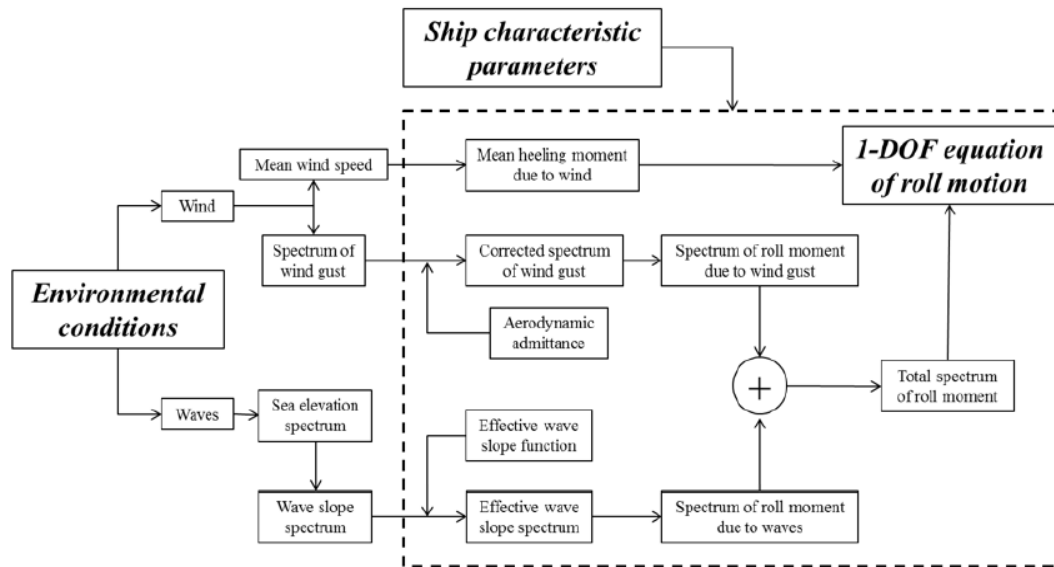 Ship characteristic
parameters
Mean wind speed
Mean heeling moment
due to wind
1-DOF equation
of roll motion
Wind
Spectrum of
wind gust
Corrected spectrum
of wind gust
Spectrum of roll moment
due to wind gust
Environmental
conditions
Aerodynamic
admittance
+
Total spectrum
of roll moment
Waves
Sea elevation
spectrum
Effective wave
slope function
Wave slope
spectrum
Effective wave
slope spectrum
Spectrum of roll moment
due to waves